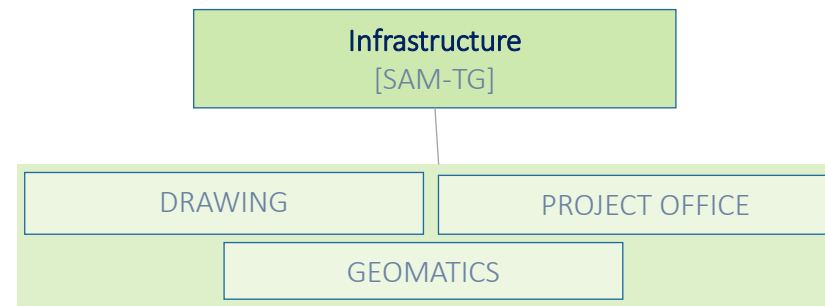 Infrastructure
[SAM-TG]
DRAWING
PROJECT OFFICE
GEOMATICS